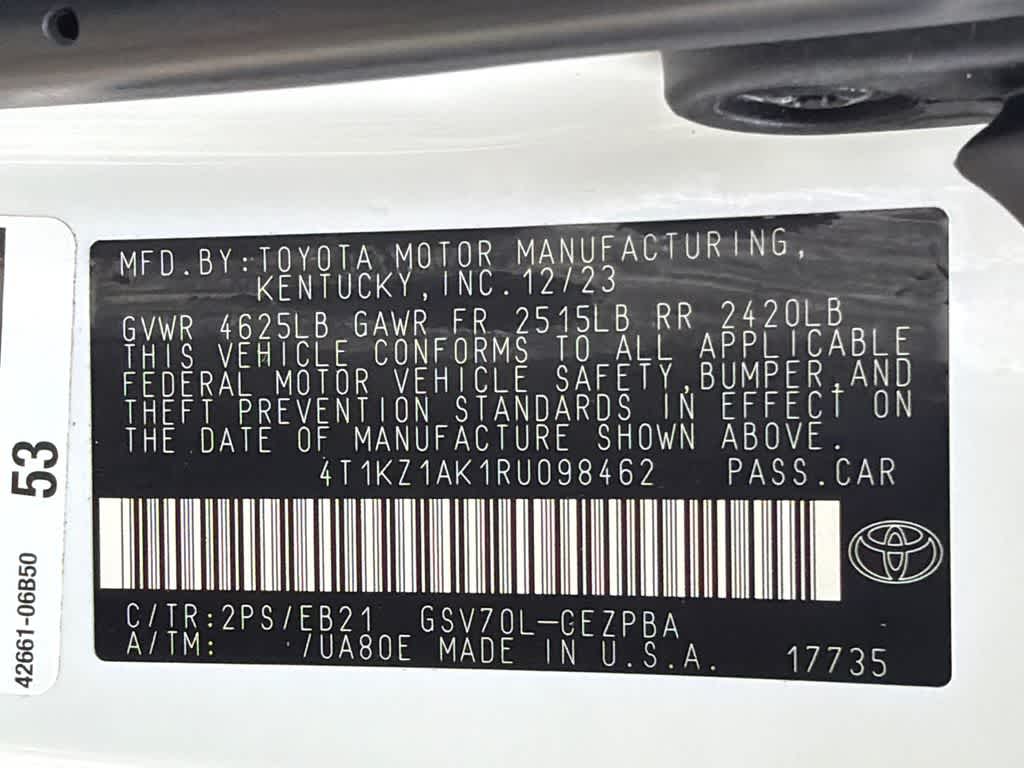 MFD.BY:TOYOTA MOTOR MANUFACTURING,
KENTUCKY, INC. 12/23
GVWR 4625LB GAWR FR 2515LB RR 2420LB
THIS VEHICLE CONFORMS TO ALL APPLICABLE
FEDERAL MOTOR VEHICLE SAFETY, BUMPER, AND
THEFT PREVENTION STANDARDS IN EFFECT ON
THE DATE OF MANUFACTURE SHOWN ABOVE.
4T1KZ1AK1RU098462 PASS.CAR
C/TR:2PS/EB21 GSV70L-CEZPBA
A/TM: /UA80E MADE IN U.S.A. 17735
53
42661-06B50